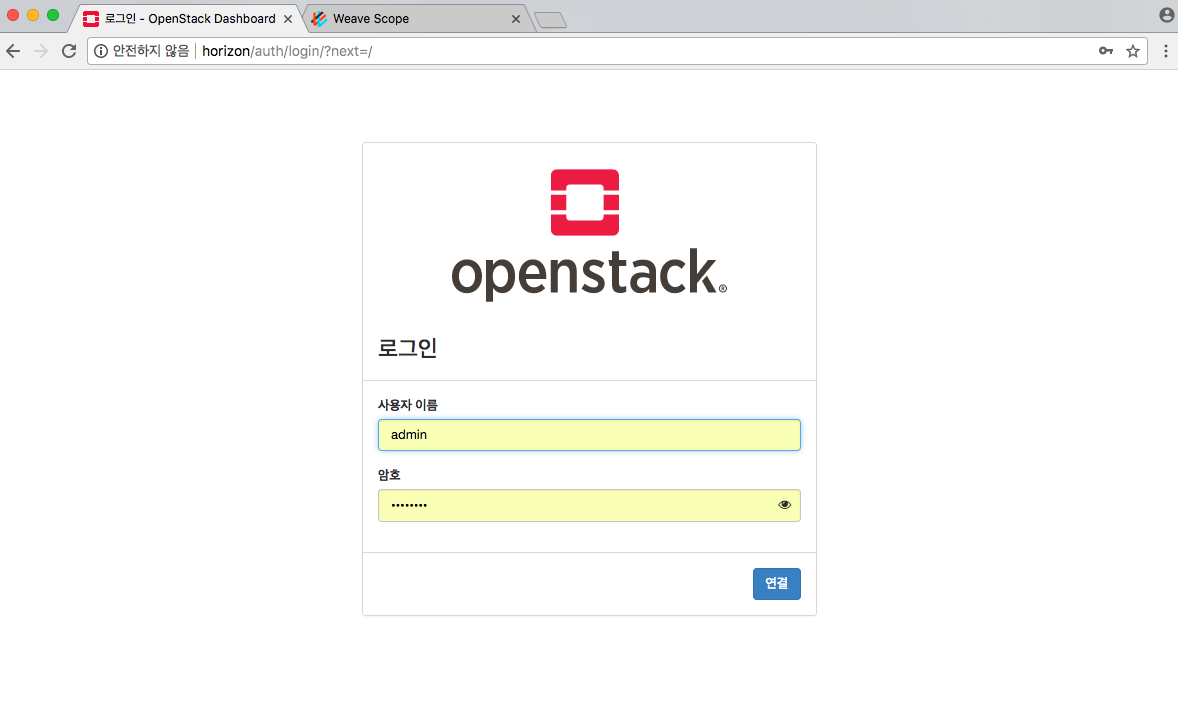 로그인 - OpenStack Dashboard
Weave Scope
안전하지 않음 horizon/auth/login/?next=/
openstack®
로그인
사용자 이름
admin
암호
••••••••
연결